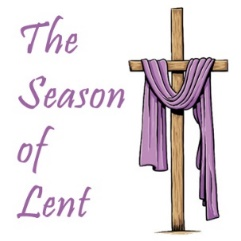 The
Season
of
Lent